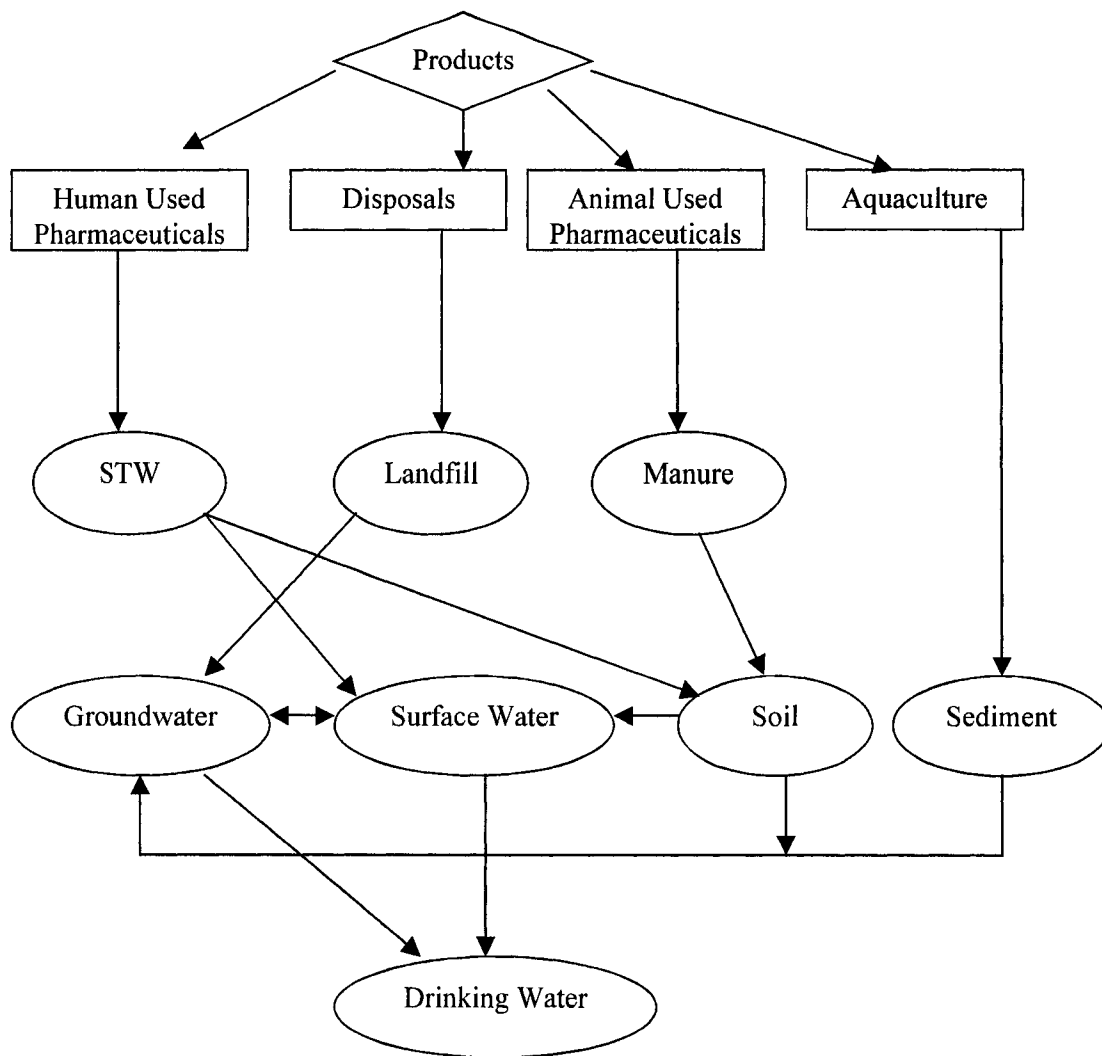 Products
Human Used
Pharmaceuticals
Disposals
Animal Used
Pharmaceuticals
Aquaculture
STW
Landfill
Manure
Groundwater
Surface Water
Soil
Sediment
Drinking Water